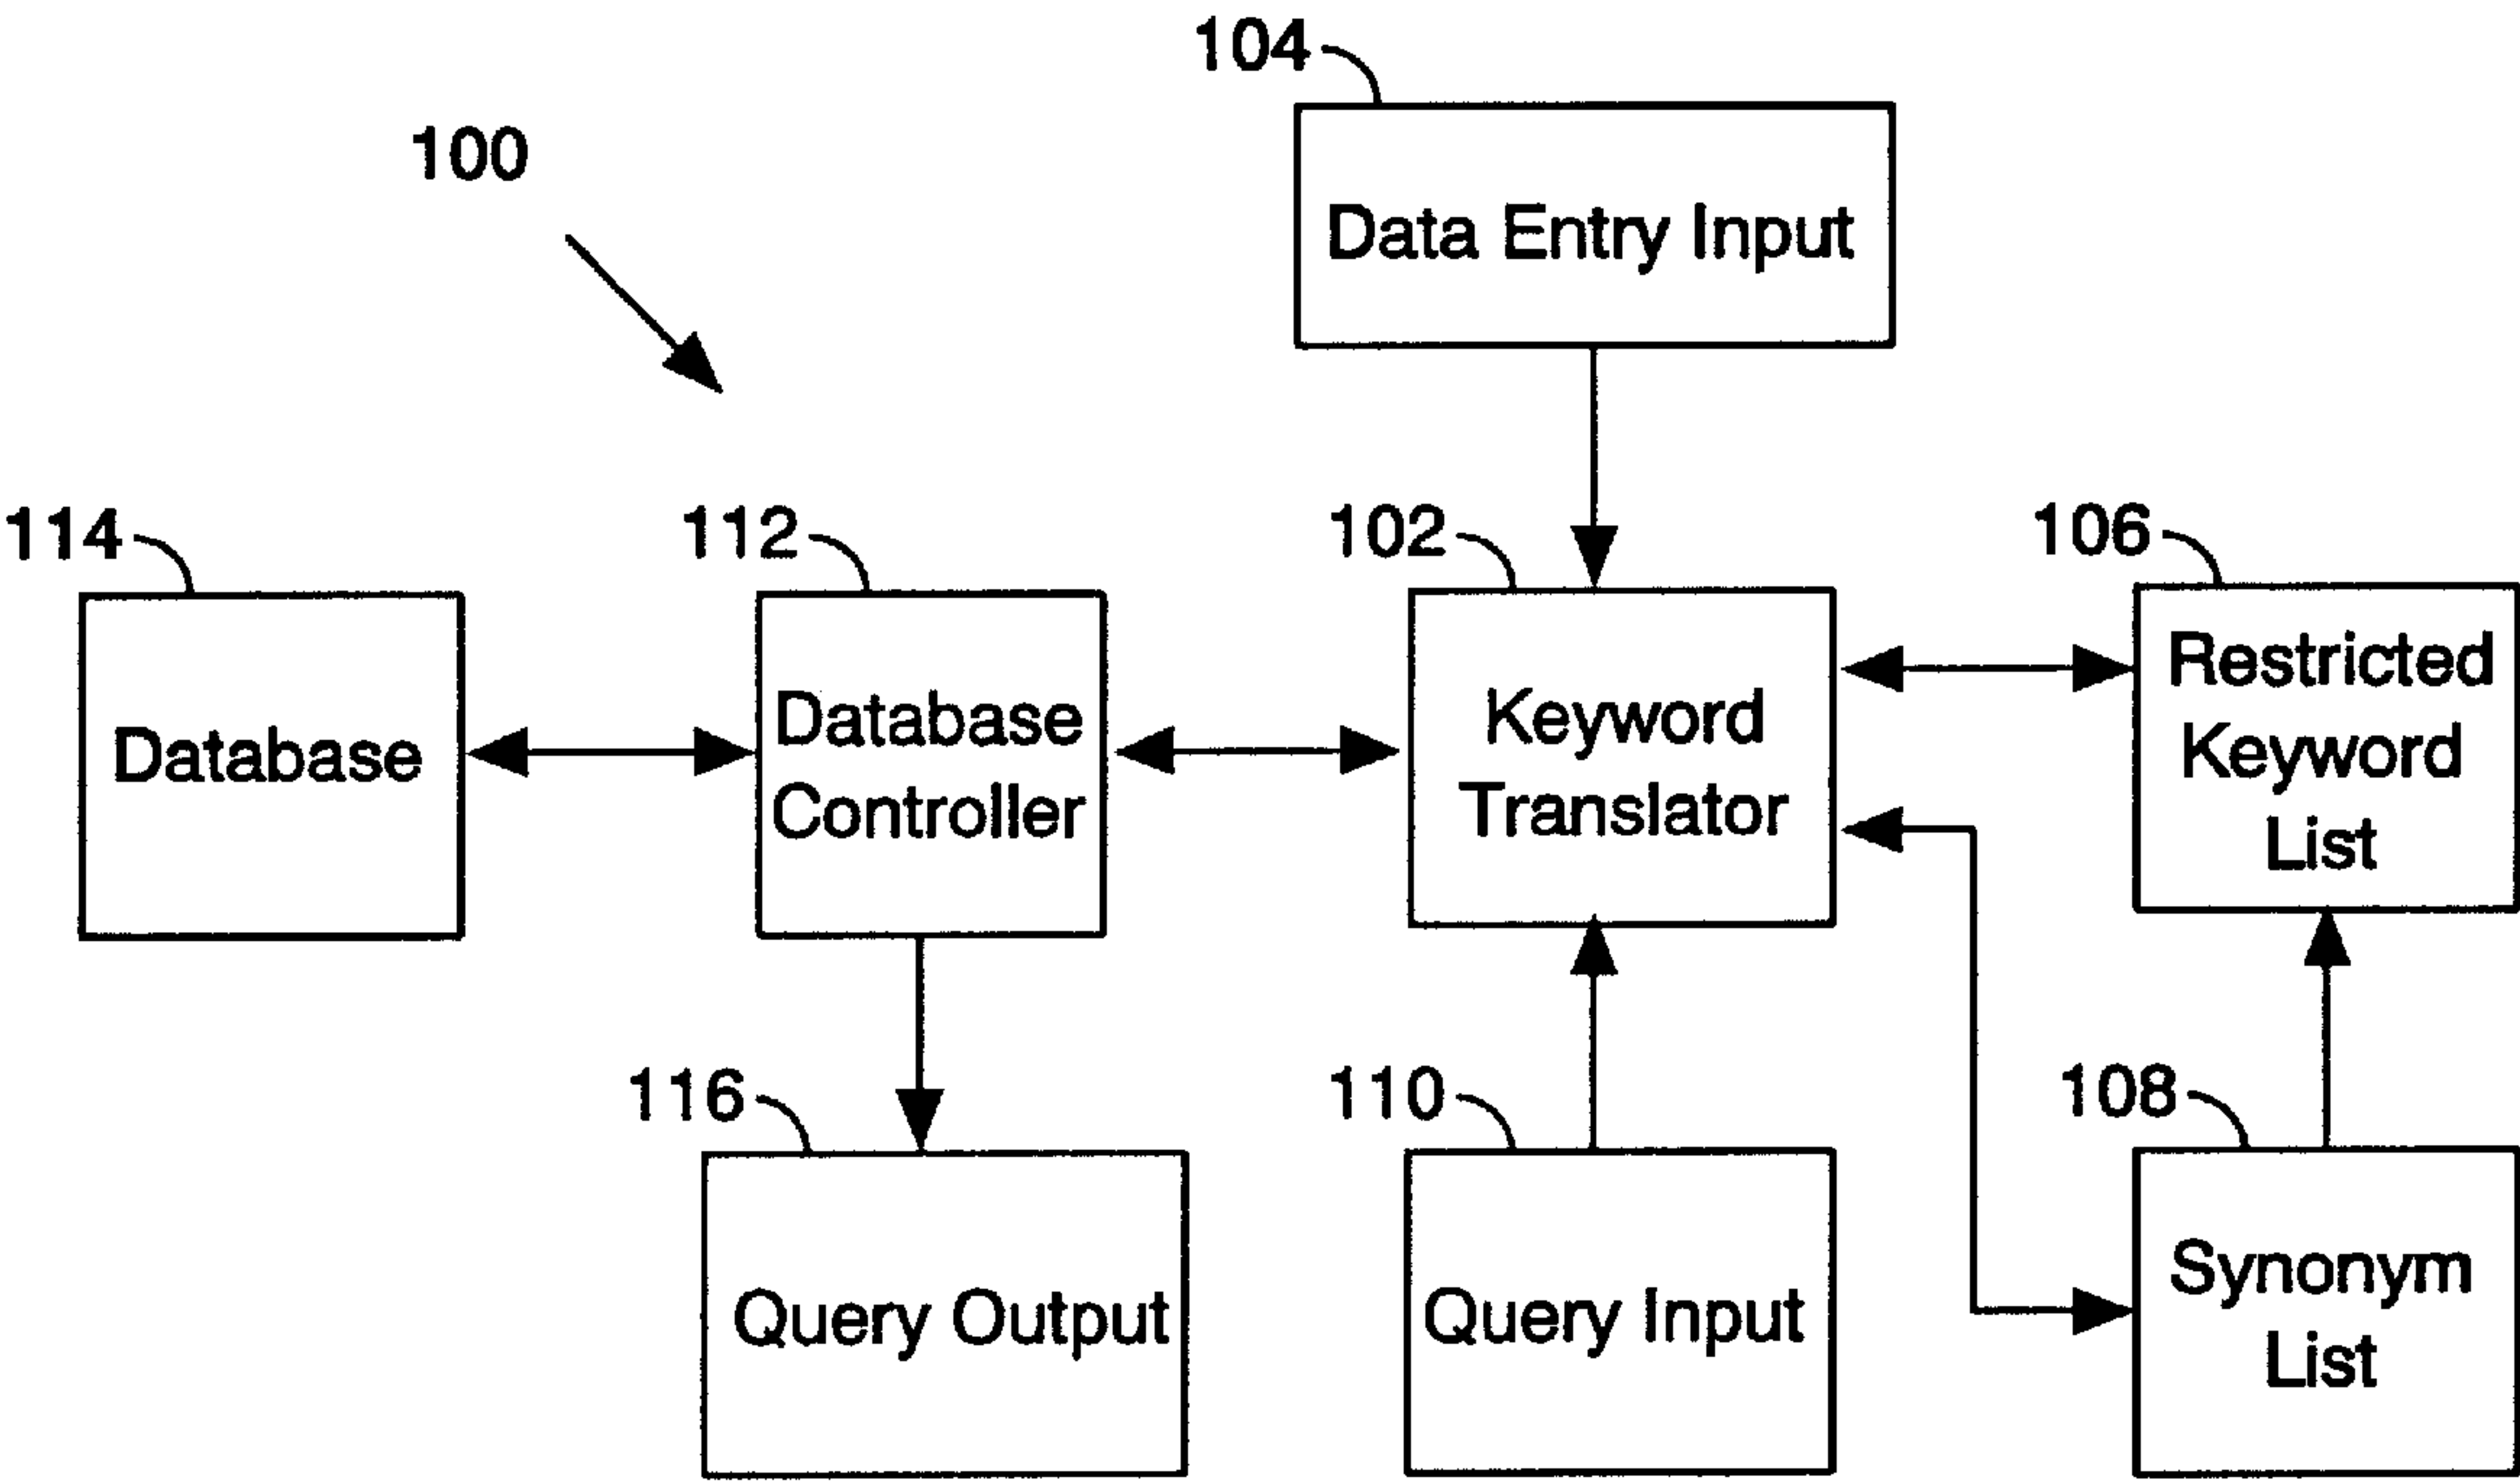 104
100
Data Entry Input
114
112
102
106
Database
Database
Controller
Keyword
Translator
Restricted
Keyword
List
116
110
108
Query Output
Query Input
Synonym
List